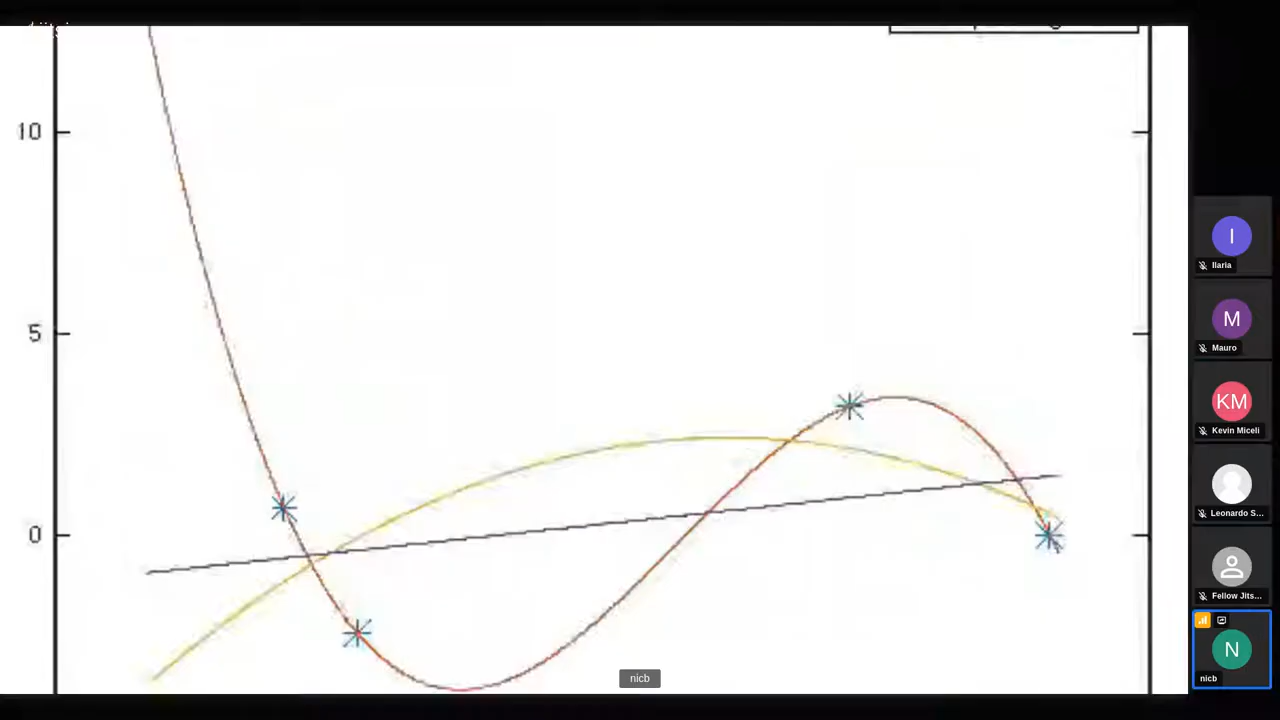 10
5
0
I
Ilaria
M
Mauro
KM
Kevin Miceli
Leonardo S...
Fellow Jits...
N
nicb
nicb